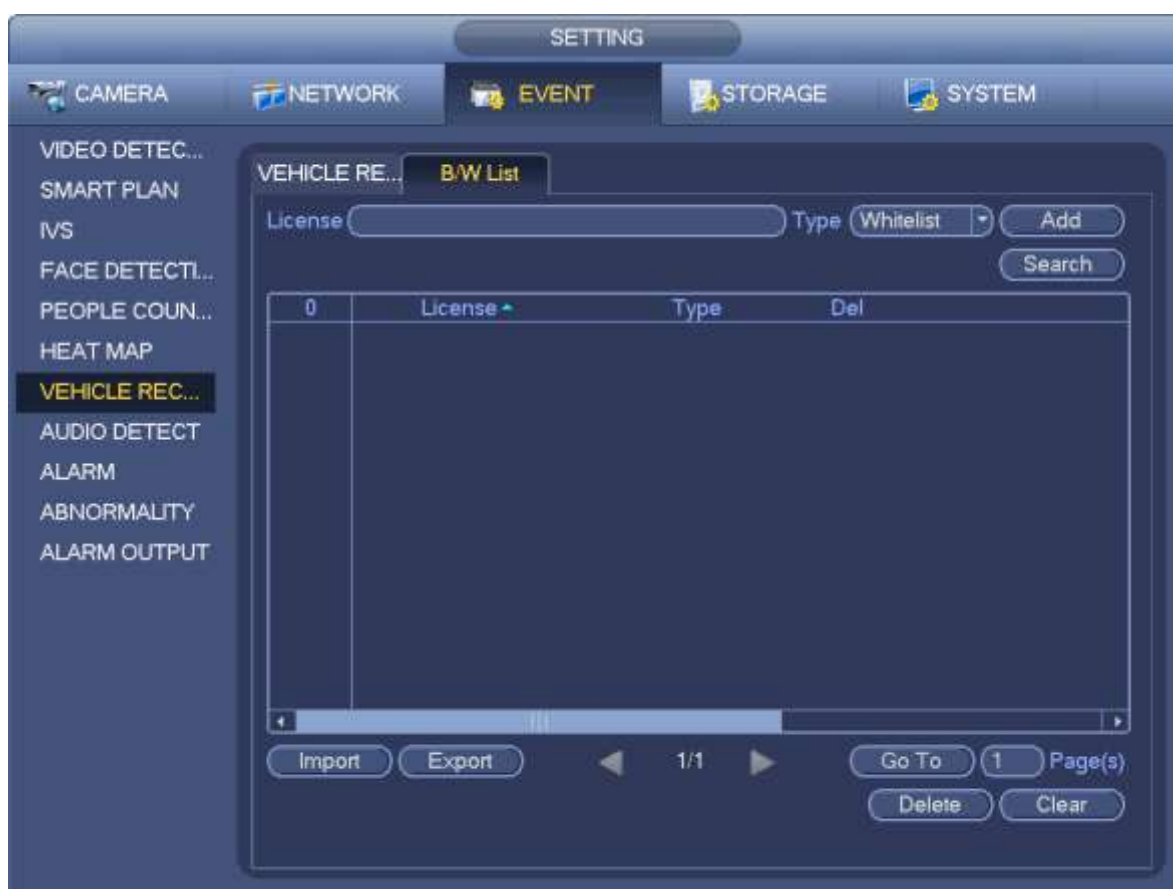 SETTING
CAMERA NETWORK EVENT STORAGE SYSTEM
VIDEO DETEC...
SMART PLAN
IVS
FACE DETECTI...
PEOPLE COUN...
HEAT MAP
VEHICLE REC...
AUDIO DETECT
ALARM
ABNORMALITY
ALARM OUTPUT
VEHICLE RE... B/W List
License Type Whitelist Add
Search
0 License Type Del
Import Export 1/1 Go To 1 Page(s)
Delete Clear